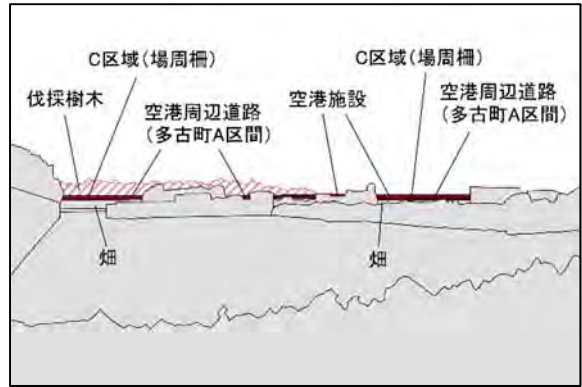 C区域(場周柵)
C区域(場周柵)
伐採樹木
空港周辺道路
(多古町A区間)
空港施設
空港周辺道路
(多古町A区間)
畑
畑